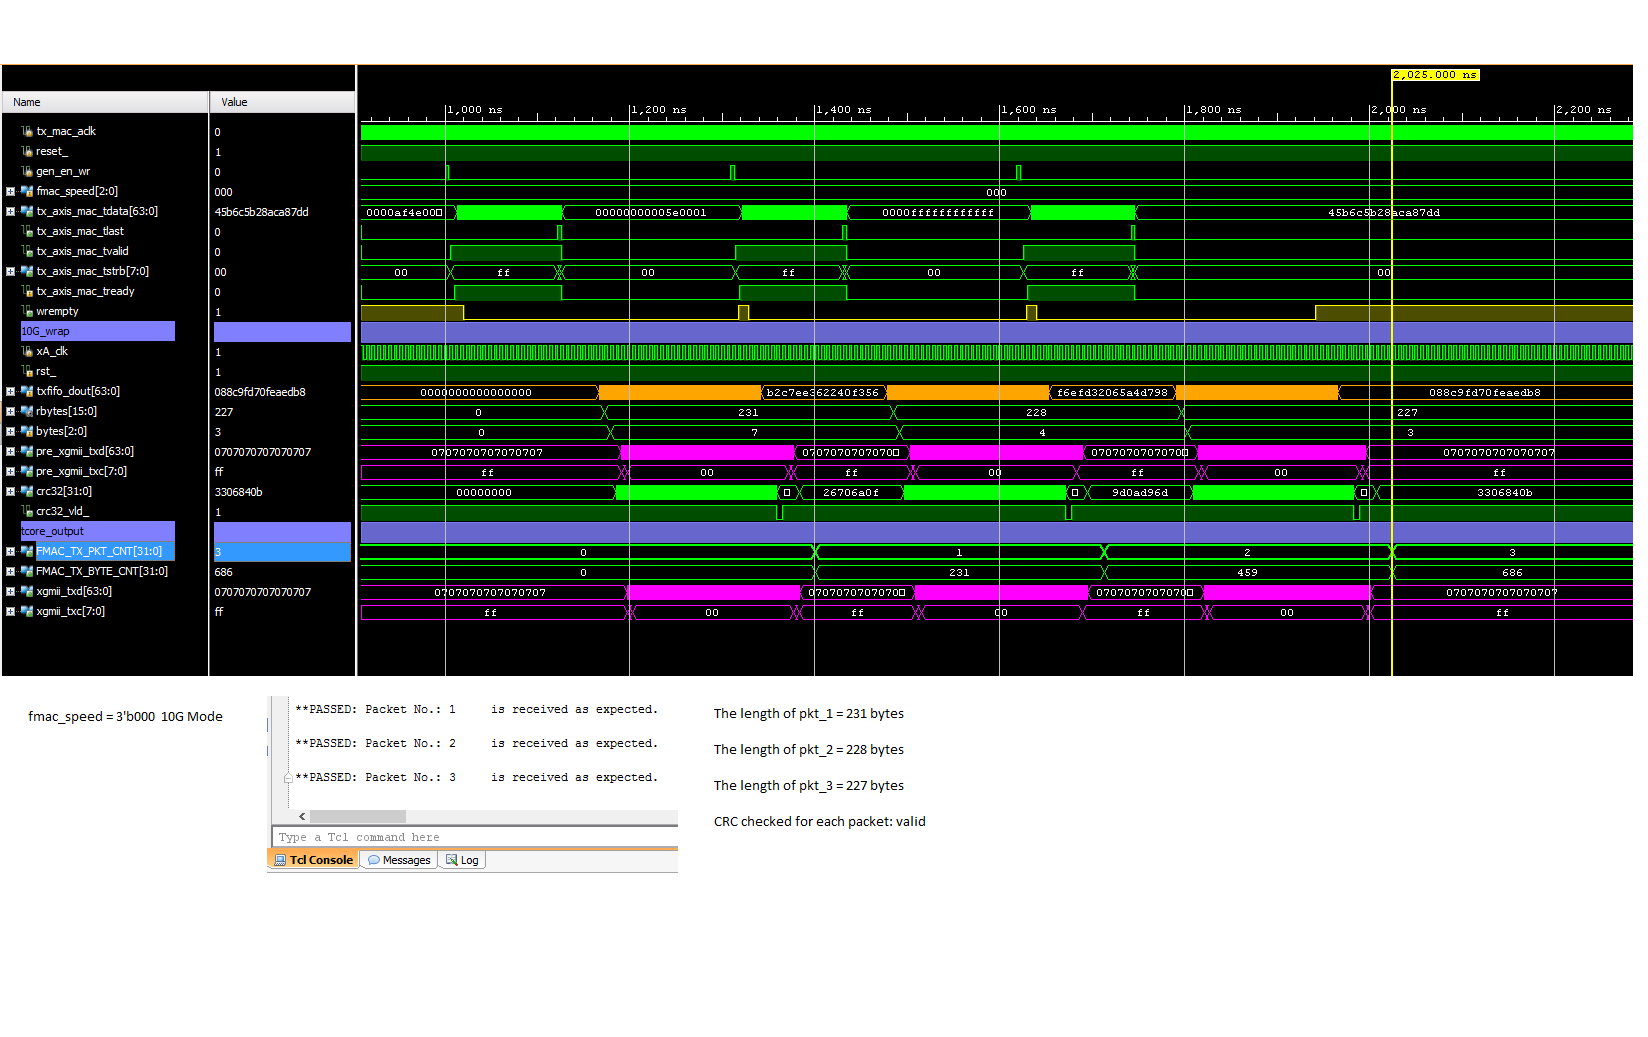 2,025.000 ns
Name Value
1,000 ns 1,200 ns 1,400 ns 1,600 ns 1,800 ns 2,000 ns 2,200 ns
tx_mac_aclk 0
reset_ 1
gen_en_wr 0
fmac_speed[2:0] 000 000
tx_axis_mac_tdata[63:0] 45b6c5b28aca87dd 0000af4e00 00000000005e0001 0000ffffffffffff 45b6c5b28aca87dd
tx_axis_mac_tlast 0
tx_axis_mac_tvalid 0
tx_axis_mac_tstrb[7:0] 00 00 ff 00 ff 00 ff 00
tx_axis_mac_tready 0
wrempty 1
10G_wrap
xA_clk 1
rst_ 1
txfifo_dout[63:0] 088c9fd70feaedb8 0000000000000000 b2c7ee362240f356 f6efd32065a4d798 088c9fd70feaedb8
rbytes[15:0] 227 0 231 228 227
bytes[2:0] 3 0 7 4 3
pre_xgmii_txd[63:0] 0707070707070707 0707070707070707 0707070707070 0707070707070 0707070707070707
pre_xgmii_txc[7:0] ff ff 00 ff 00 ff 00 ff
crc32[31:0] 3306840b 00000000 26706a0f 9d0ad96d 3306840b
crc32_vld_ 1
tcore_output
FMAC_TX_PKT_CNT[31:0] 3 0 1 2 3
FMAC_TX_BYTE_CNT[31:0] 686 0 231 459 686
xgmii_txd[63:0] 0707070707070707 0707070707070707 0707070707070 0707070707070 0707070707070707
xgmii_txc[7:0] ff ff 00 ff 00 ff 00 ff
fmac_speed = 3'b000 10G Mode
**PASSED: Packet No.: 1 is received as expected.
**PASSED: Packet No.: 2 is received as expected.
**PASSED: Packet No.: 3 is received as expected.
Type a Tcl command here
Tcl Console Messages Log
The length of pkt_1 = 231 bytes
The length of pkt_2 = 228 bytes
The length of pkt_3 = 227 bytes
CRC checked for each packet: valid